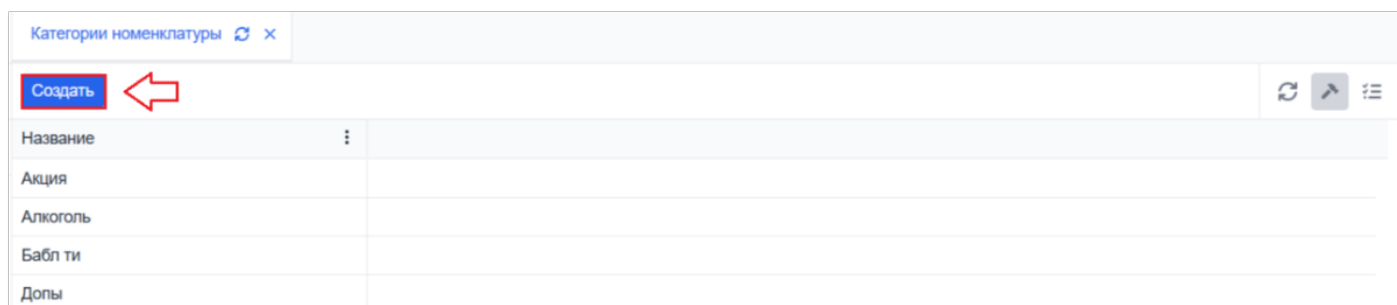 Категории номенклатуры
Создать
Название
Акция
Алкоголь
Бабл ти
Допы